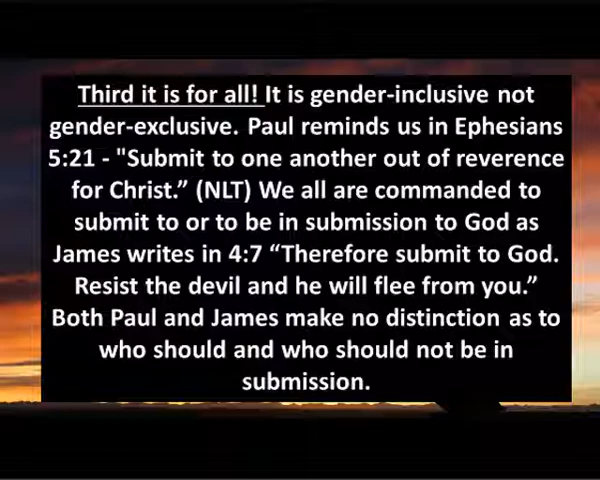 Third it is for all! It is gender-inclusive not
gender-exclusive. Paul reminds us in Ephesians
5:21 - "Submit to one another out of reverence
for Christ.” (NLT) We all are commanded to
submit to or to be in submission to God as
James writes in 4:7 “Therefore submit to God.
Resist the devil and he will flee from you.”
Both Paul and James make no distinction as to
who should and who should not be in
submission.